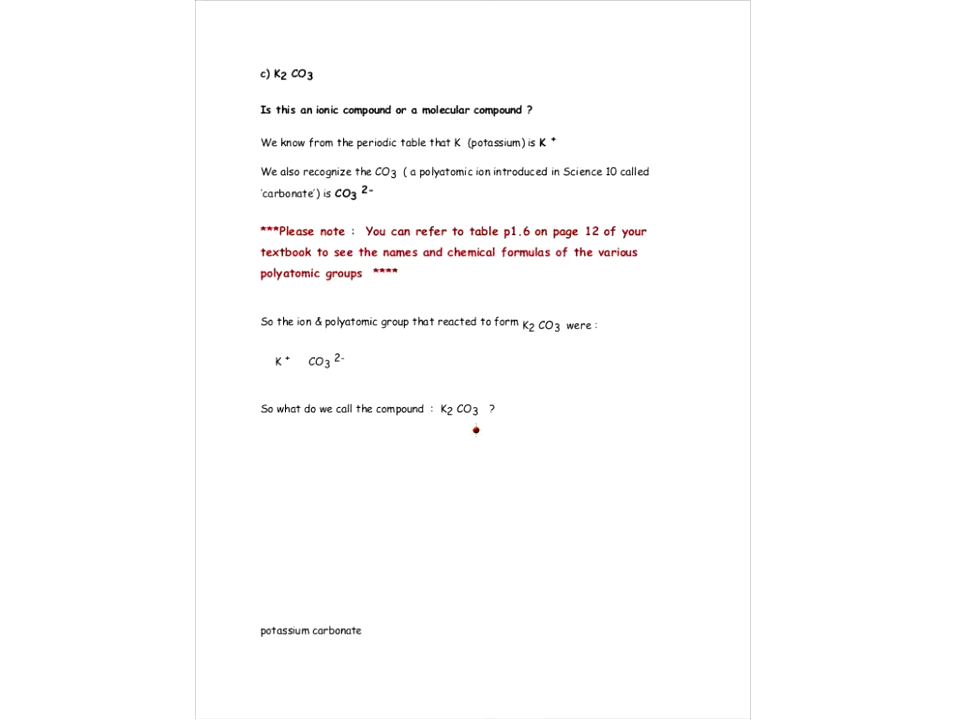 c) K2 CO3
Is this an ionic compound or a molecular compound ?
We know from the periodic table that K (potassium) is K +
We also recognize the CO3 ( a polyatomic ion introduced in Science 10 called
'carbonate') is CO3 2-
***Please note : You can refer to table p1.6 on page 12 of your
textbook to see the names and chemical formulas of the various
polyatomic groups ****
So the ion & polyatomic group that reacted to form K2 CO3 were :
K + CO3 2-
So what do we call the compound : K2 CO3 ?
potassium carbonate